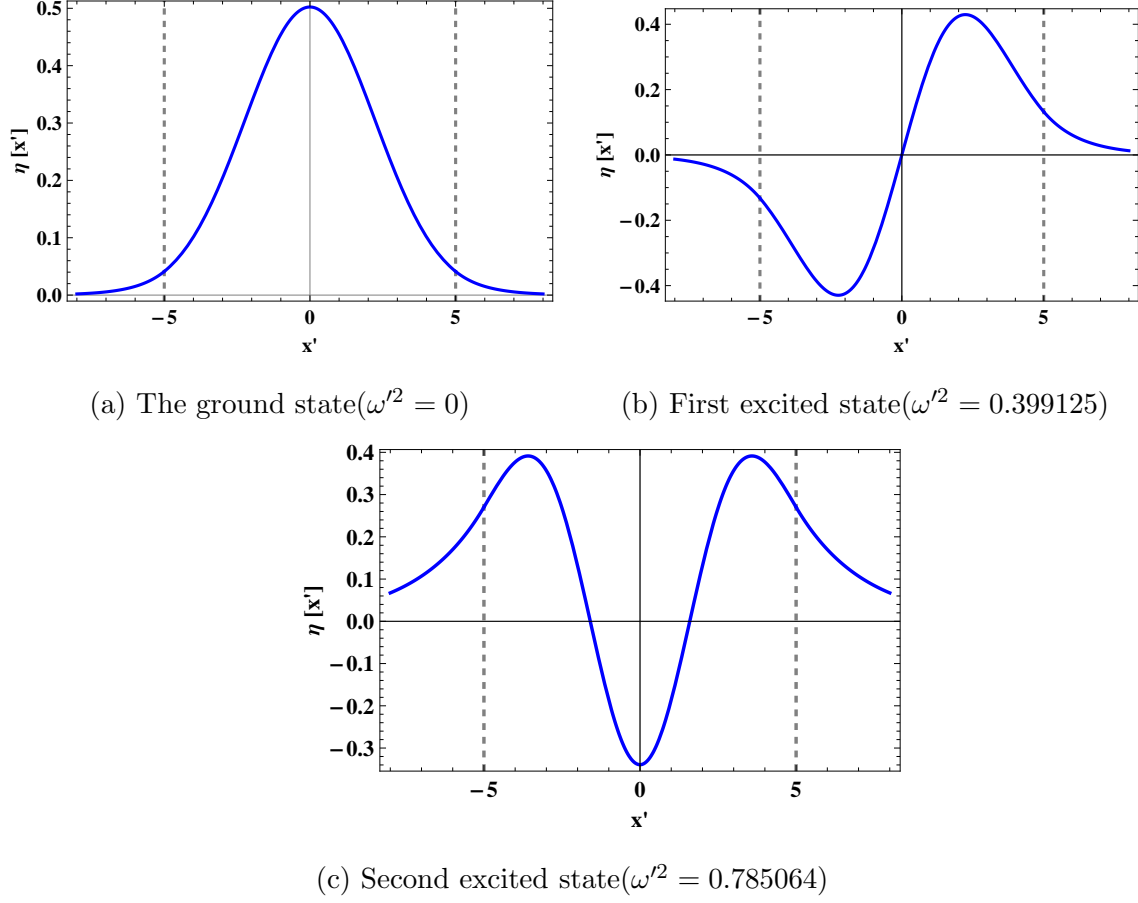 0.5
0.4
0.3
0.2
0.1
0.0
η [x']
−5 0 5
x'
0.4
0.2
0.0
−0.2
−0.4
η [x']
−5 0 5
x'
(a) The ground state(ω′² = 0)
(b) First excited state(ω′² = 0.399125)
0.4
0.3
0.2
0.1
0.0
−0.1
−0.3
η [x']
−5 0 5
x'
(c) Second excited state(ω′² = 0.785064)